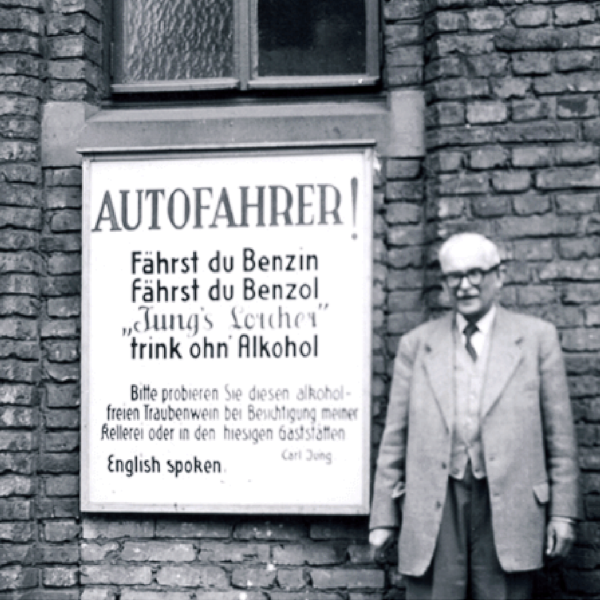 AUTOFAHRER!
Fährst du Benzin
Fährst du Benzol
„Jung's Lorcher"
trink ohn' Alkohol
Bitte probieren Sie diesen alkohol-
freien Traubenwein bei Besichtigung meiner
Kellerei oder in den hiesigen Gaststätten
Carl Jung.
English spoken.